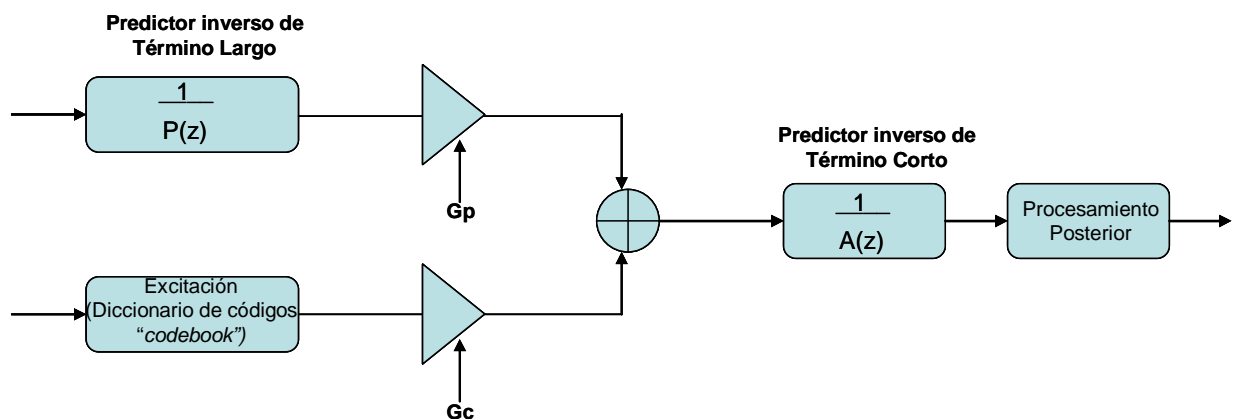 Predictor inverso de
Término Largo
1
P(z)
Gp
Predictor inverso de
Término Corto
1
A(z)
Procesamiento
Posterior
Excitación
(Diccionario de códigos
“codebook”)
Gc